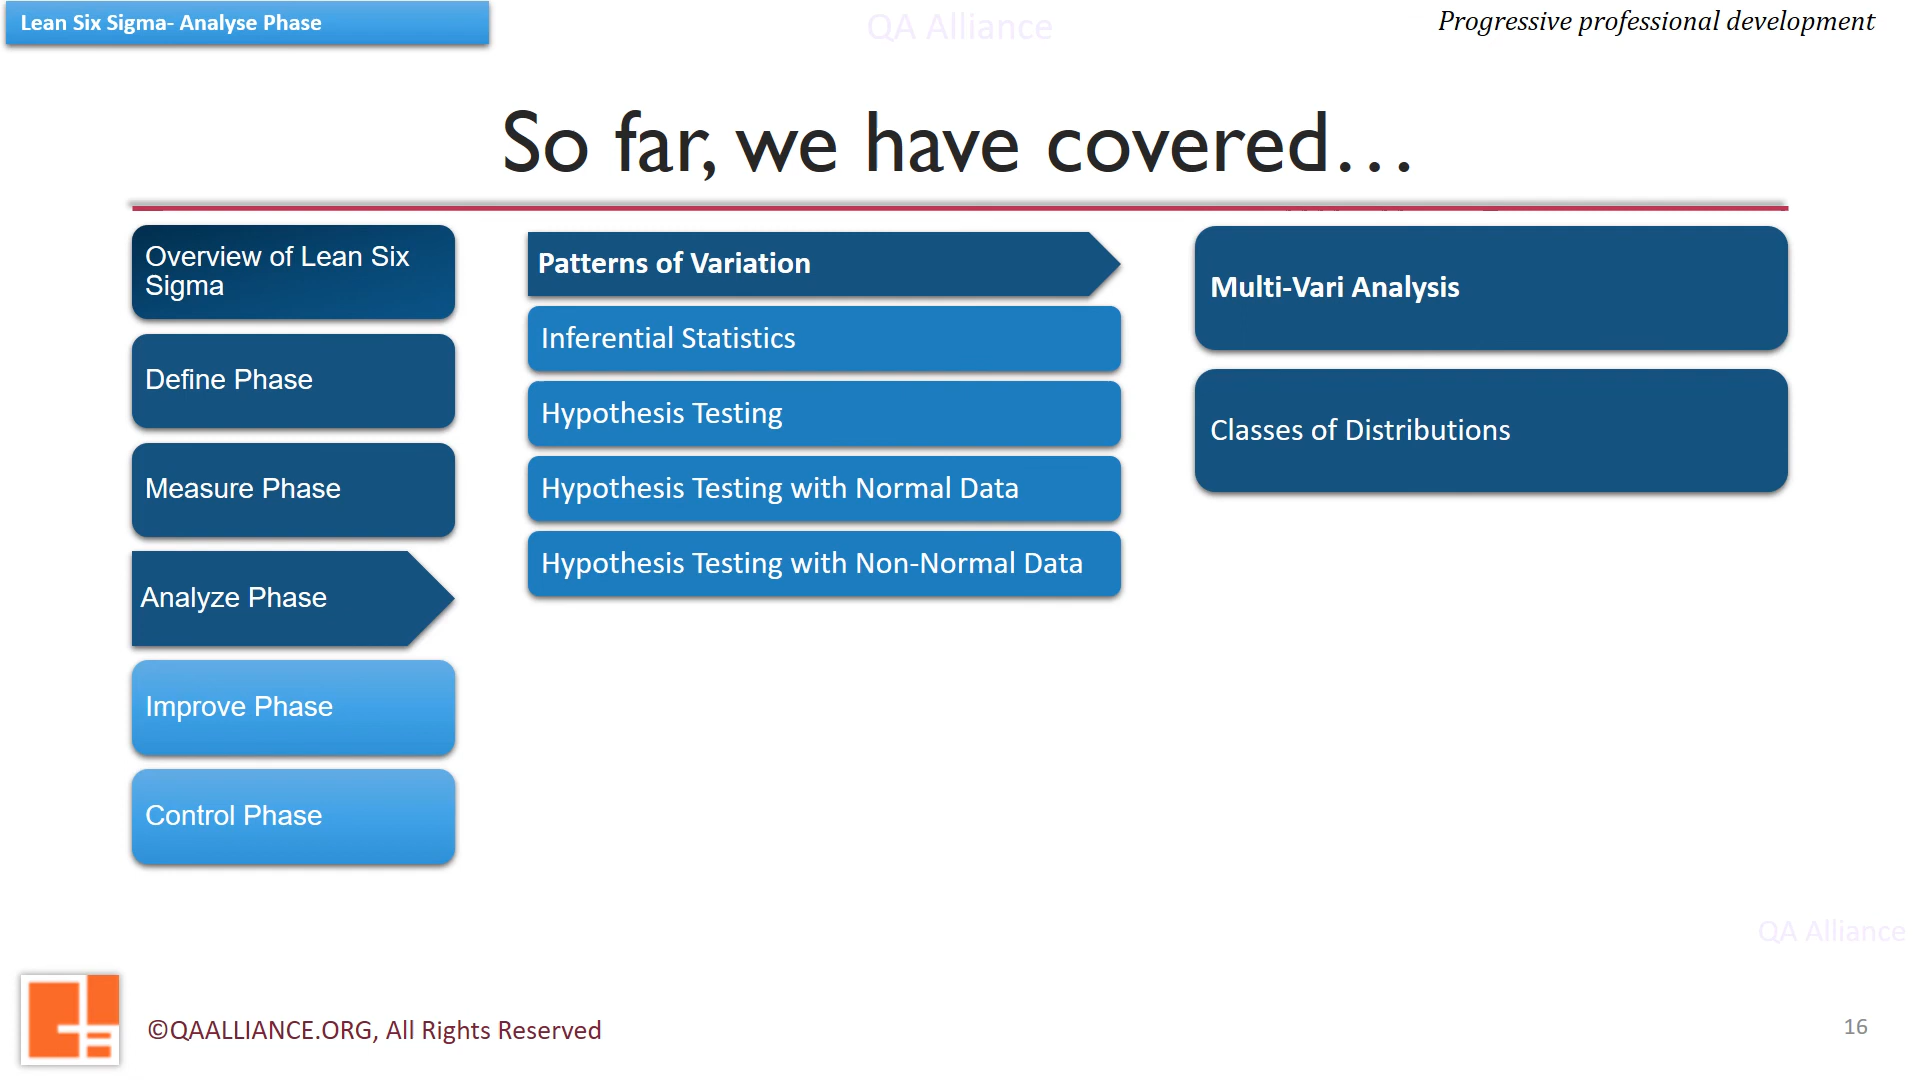 Lean Six Sigma- Analyse Phase
QA Alliance
Progressive professional development
So far, we have covered…
Overview of Lean Six
Sigma
Define Phase
Measure Phase
Analyze Phase
Improve Phase
Control Phase
Patterns of Variation
Inferential Statistics
Hypothesis Testing
Hypothesis Testing with Normal Data
Hypothesis Testing with Non-Normal Data
Multi-Vari Analysis
Classes of Distributions
QA Alliance
©QAALLIANCE.ORG, All Rights Reserved
16